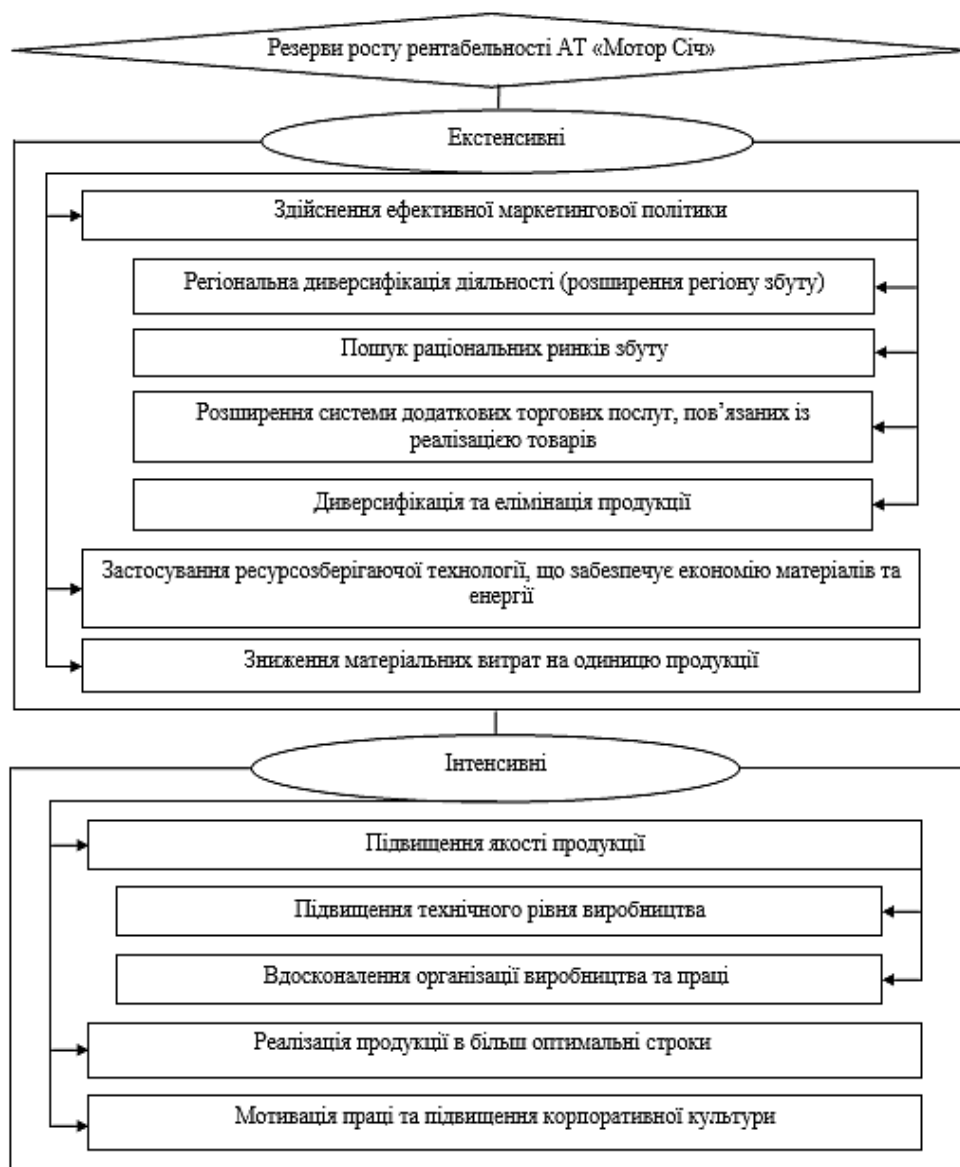 Резерви росту рентабельності АТ «Мотор Січ»
Екстенсивні
Здійснення ефективної маркетингової політики
Регіональна диверсифікація діяльності (розширення регіону збуту)
Пошук раціональних ринків збуту
Розширення системи додаткових торгових послуг, пов’язаних із
реалізацією товарів
Диверсифікація та елімінація продукції
Застосування ресурсозберігаючої технології, що забезпечує економію матеріалів та
енергії
Зниження матеріальних витрат на одиницю продукції
Інтенсивні
Підвищення якості продукції
Підвищення технічного рівня виробництва
Вдосконалення організації виробництва та праці
Реалізація продукції в більш оптимальні строки
Мотивація праці та підвищення корпоративної культури